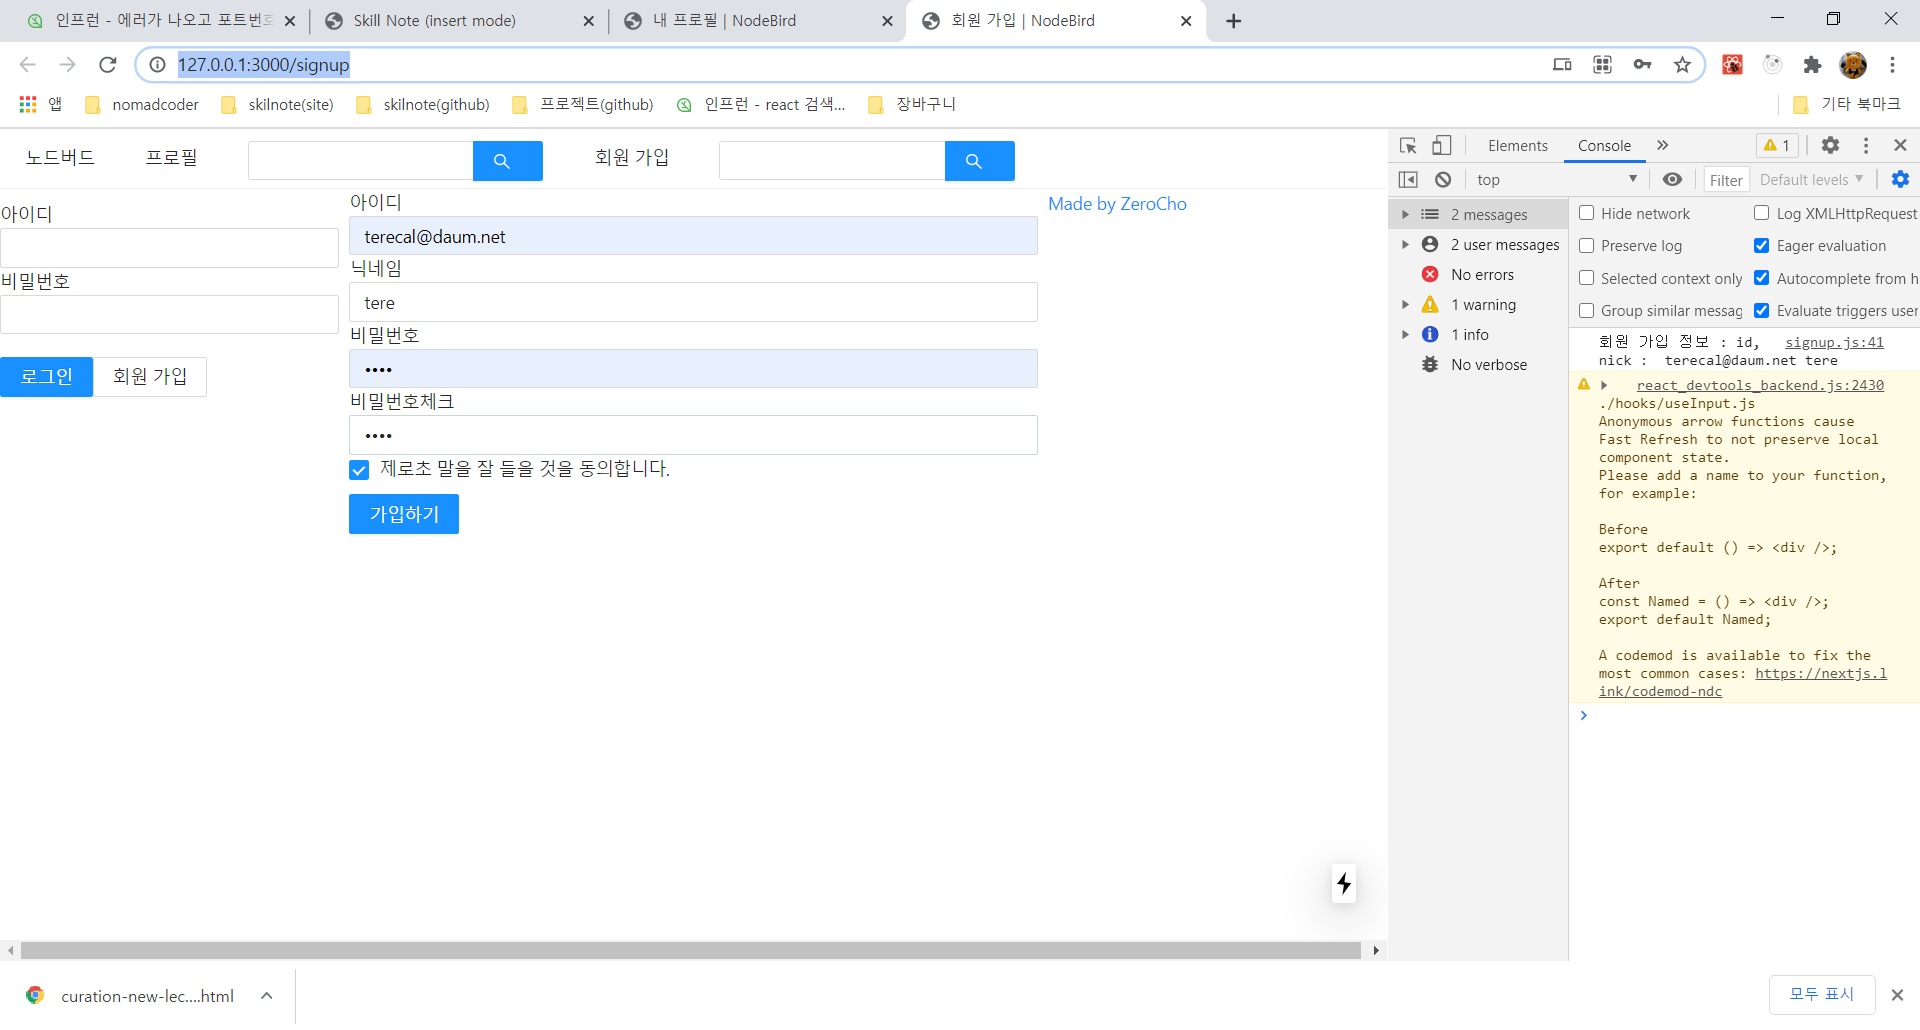 인프런 - 에러가 나오고 포트번호
Skill Note (insert mode)
내 프로필 | NodeBird
회원 가입 | NodeBird
127.0.0.1:3000/signup
앱
nomadcoder
skilnote(site)
skilnote(github)
프로젝트(github)
인프런 - react 검색...
장바구니
기타 북마크
노드버드
프로필
회원 가입
아이디
비밀번호
로그인
회원 가입
아이디
terecal@daum.net
닉네임
tere
비밀번호
••••
비밀번호체크
••••
제로초 말을 잘 들을 것을 동의합니다.
가입하기
Made by ZeroCho
Elements
Console
1
top
Filter
Default levels
2 messages
2 user messages
No errors
1 warning
1 info
No verbose
Hide network
Log XMLHttpRequest
Preserve log
Eager evaluation
Selected context only
Autocomplete from h
Group similar messag
Evaluate triggers user
회원 가입 정보 : id, signup.js:41
nick : terecal@daum.net tere
react_devtools_backend.js:2430
./hooks/useInput.js
Anonymous arrow functions cause
Fast Refresh to not preserve local
component state.
Please add a name to your function,
for example:
Before
export default () => <div />;
After
const Named = () => <div />;
export default Named;
A codemod is available to fix the
most common cases: https://nextjs.l
ink/codemod-ndc
curation-new-lec....html
모두 표시